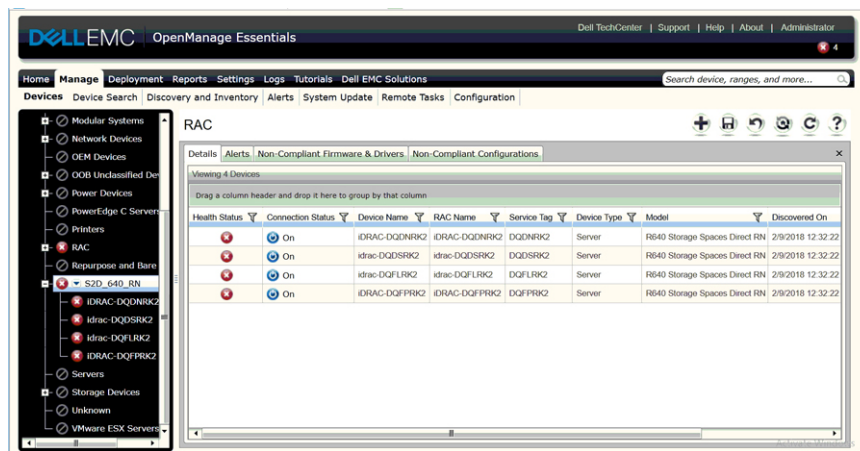 DELLEMC OpenManage Essentials
Dell TechCenter | Support | Help | About | Administrator
4
Home Manage Deployment Reports Settings Logs Tutorials Dell EMC Solutions
Search device, ranges, and more...
Devices Device Search Discovery and Inventory Alerts System Update Remote Tasks Configuration
Modular Systems
Network Devices
OEM Devices
OOB Unclassified De
Power Devices
PowerEdge C Servers
Printers
RAC
Repurpose and Bare
S2D_640_RN
iDRAC-DQDNRK2
idrac-DQDSRK2
idrac-DQFLRK2
iDRAC-DQFPRK2
Servers
Storage Devices
Unknown
VMware ESX Servers
RAC
Details Alerts Non-Compliant Firmware & Drivers Non-Compliant Configurations
Viewing 4 Devices
Drag a column header and drop it here to group by that column
Health Status Connection Status Device Name RAC Name Service Tag Device Type Model Discovered On
On iDRAC-DQDNRK2 iDRAC-DQDNRK2 DQDNRK2 Server R640 Storage Spaces Direct RN 2/9/2018 12:32:22
On idrac-DQDSRK2 idrac-DQDSRK2 DQDSRK2 Server R640 Storage Spaces Direct RN 2/9/2018 12:32:22
On idrac-DQFLRK2 idrac-DQFLRK2 DQFLRK2 Server R640 Storage Spaces Direct RN 2/9/2018 12:32:22
On iDRAC-DQFPRK2 iDRAC-DQFPRK2 DQFPRK2 Server R640 Storage Spaces Direct RN 2/9/2018 12:32:22